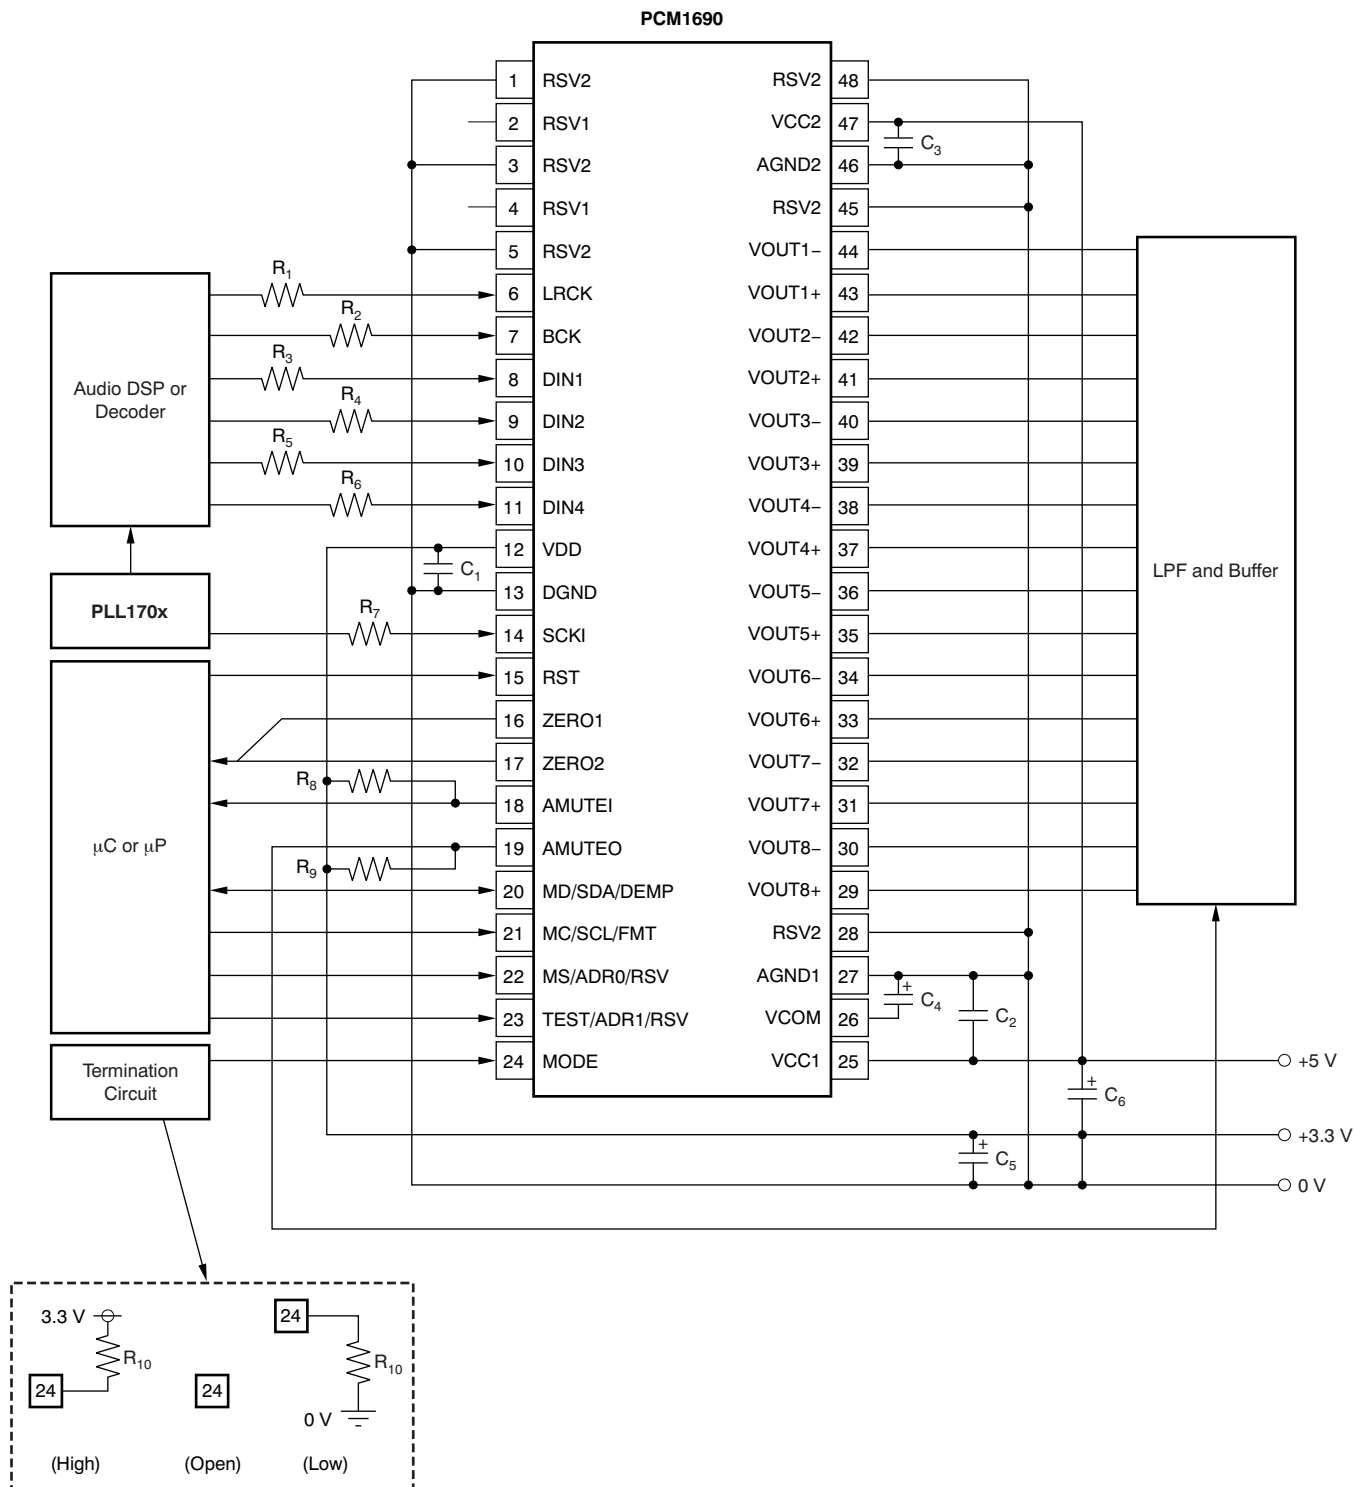 PCM1690
1 RSV2
RSV2 48
2 RSV1
VCC2 47
C3
3 RSV2
AGND2 46
4 RSV1
RSV2 45
5 RSV2
VOUT1− 44
R1
6 LRCK
VOUT1+ 43
R2
7 BCK
VOUT2− 42
R3
8 DIN1
VOUT2+ 41
Audio DSP or
Decoder
R4
9 DIN2
VOUT3− 40
R5
10 DIN3
VOUT3+ 39
R6
11 DIN4
VOUT4− 38
12 VDD
VOUT4+ 37
C1
LPF and Buffer
13 DGND
VOUT5− 36
PLL170x
R7
14 SCKI
VOUT5+ 35
15 RST
VOUT6− 34
16 ZERO1
VOUT6+ 33
17 ZERO2
VOUT7− 32
R8
18 AMUTEI
VOUT7+ 31
μC or μP
19 AMUTEO
VOUT8− 30
R9
20 MD/SDA/DEMP
VOUT8+ 29
21 MC/SCL/FMT
RSV2 28
22 MS/ADR0/RSV
AGND1 27
+
C4
C2
23 TEST/ADR1/RSV
VCOM 26
24 MODE
VCC1 25
+5 V
Termination
Circuit
+
C6
+3.3 V
+
C5
0 V
3.3 V
R10
24
(High)
24
(Open)
24
R10
0 V
(Low)